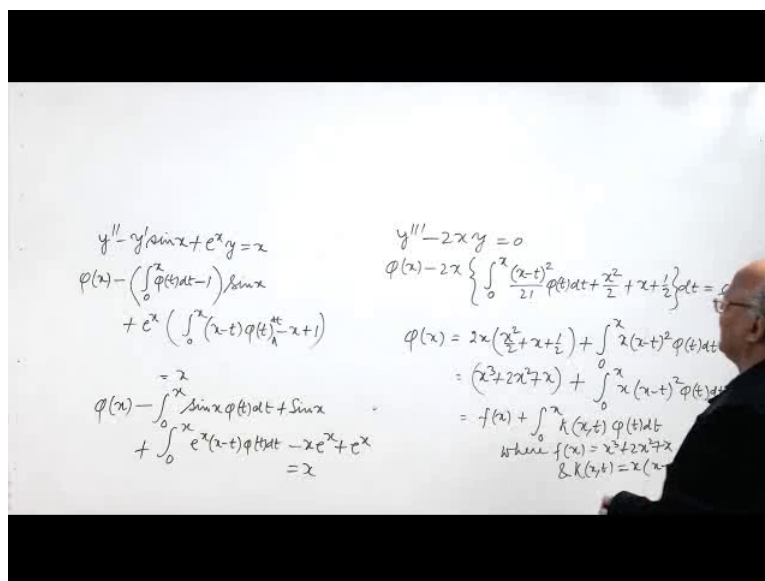 y'' - y' sin x + e^x y = x
φ(x) - (∫_0^x φ(t)dt - 1) sin x
+ e^x (∫_0^x (x-t) φ(t) dt - x + 1)
= x
φ(x) - ∫_0^x sin x φ(t)dt + Sin x
+ ∫_0^x e^x (x-t) φ(t)dt - x e^x + e^x
= x
y''' - 2xy = 0
φ(x) - 2x {∫_0^x (x-t)^2/2! φ(t)dt + x^2/2 + x + 1/2} dt =
φ(x) = 2x (x^2/2 + x + 1/2) + ∫_0^x x(x-t)^2 φ(t)dt
= (x^3 + 2x^2 + x) + ∫_0^x x(x-t)^2 φ(t)dt
= f(x) + ∫_0^x K(x,t) φ(t)dt
where f(x) = x^3 + 2x^2 + x
& K(x,t) = x(x-